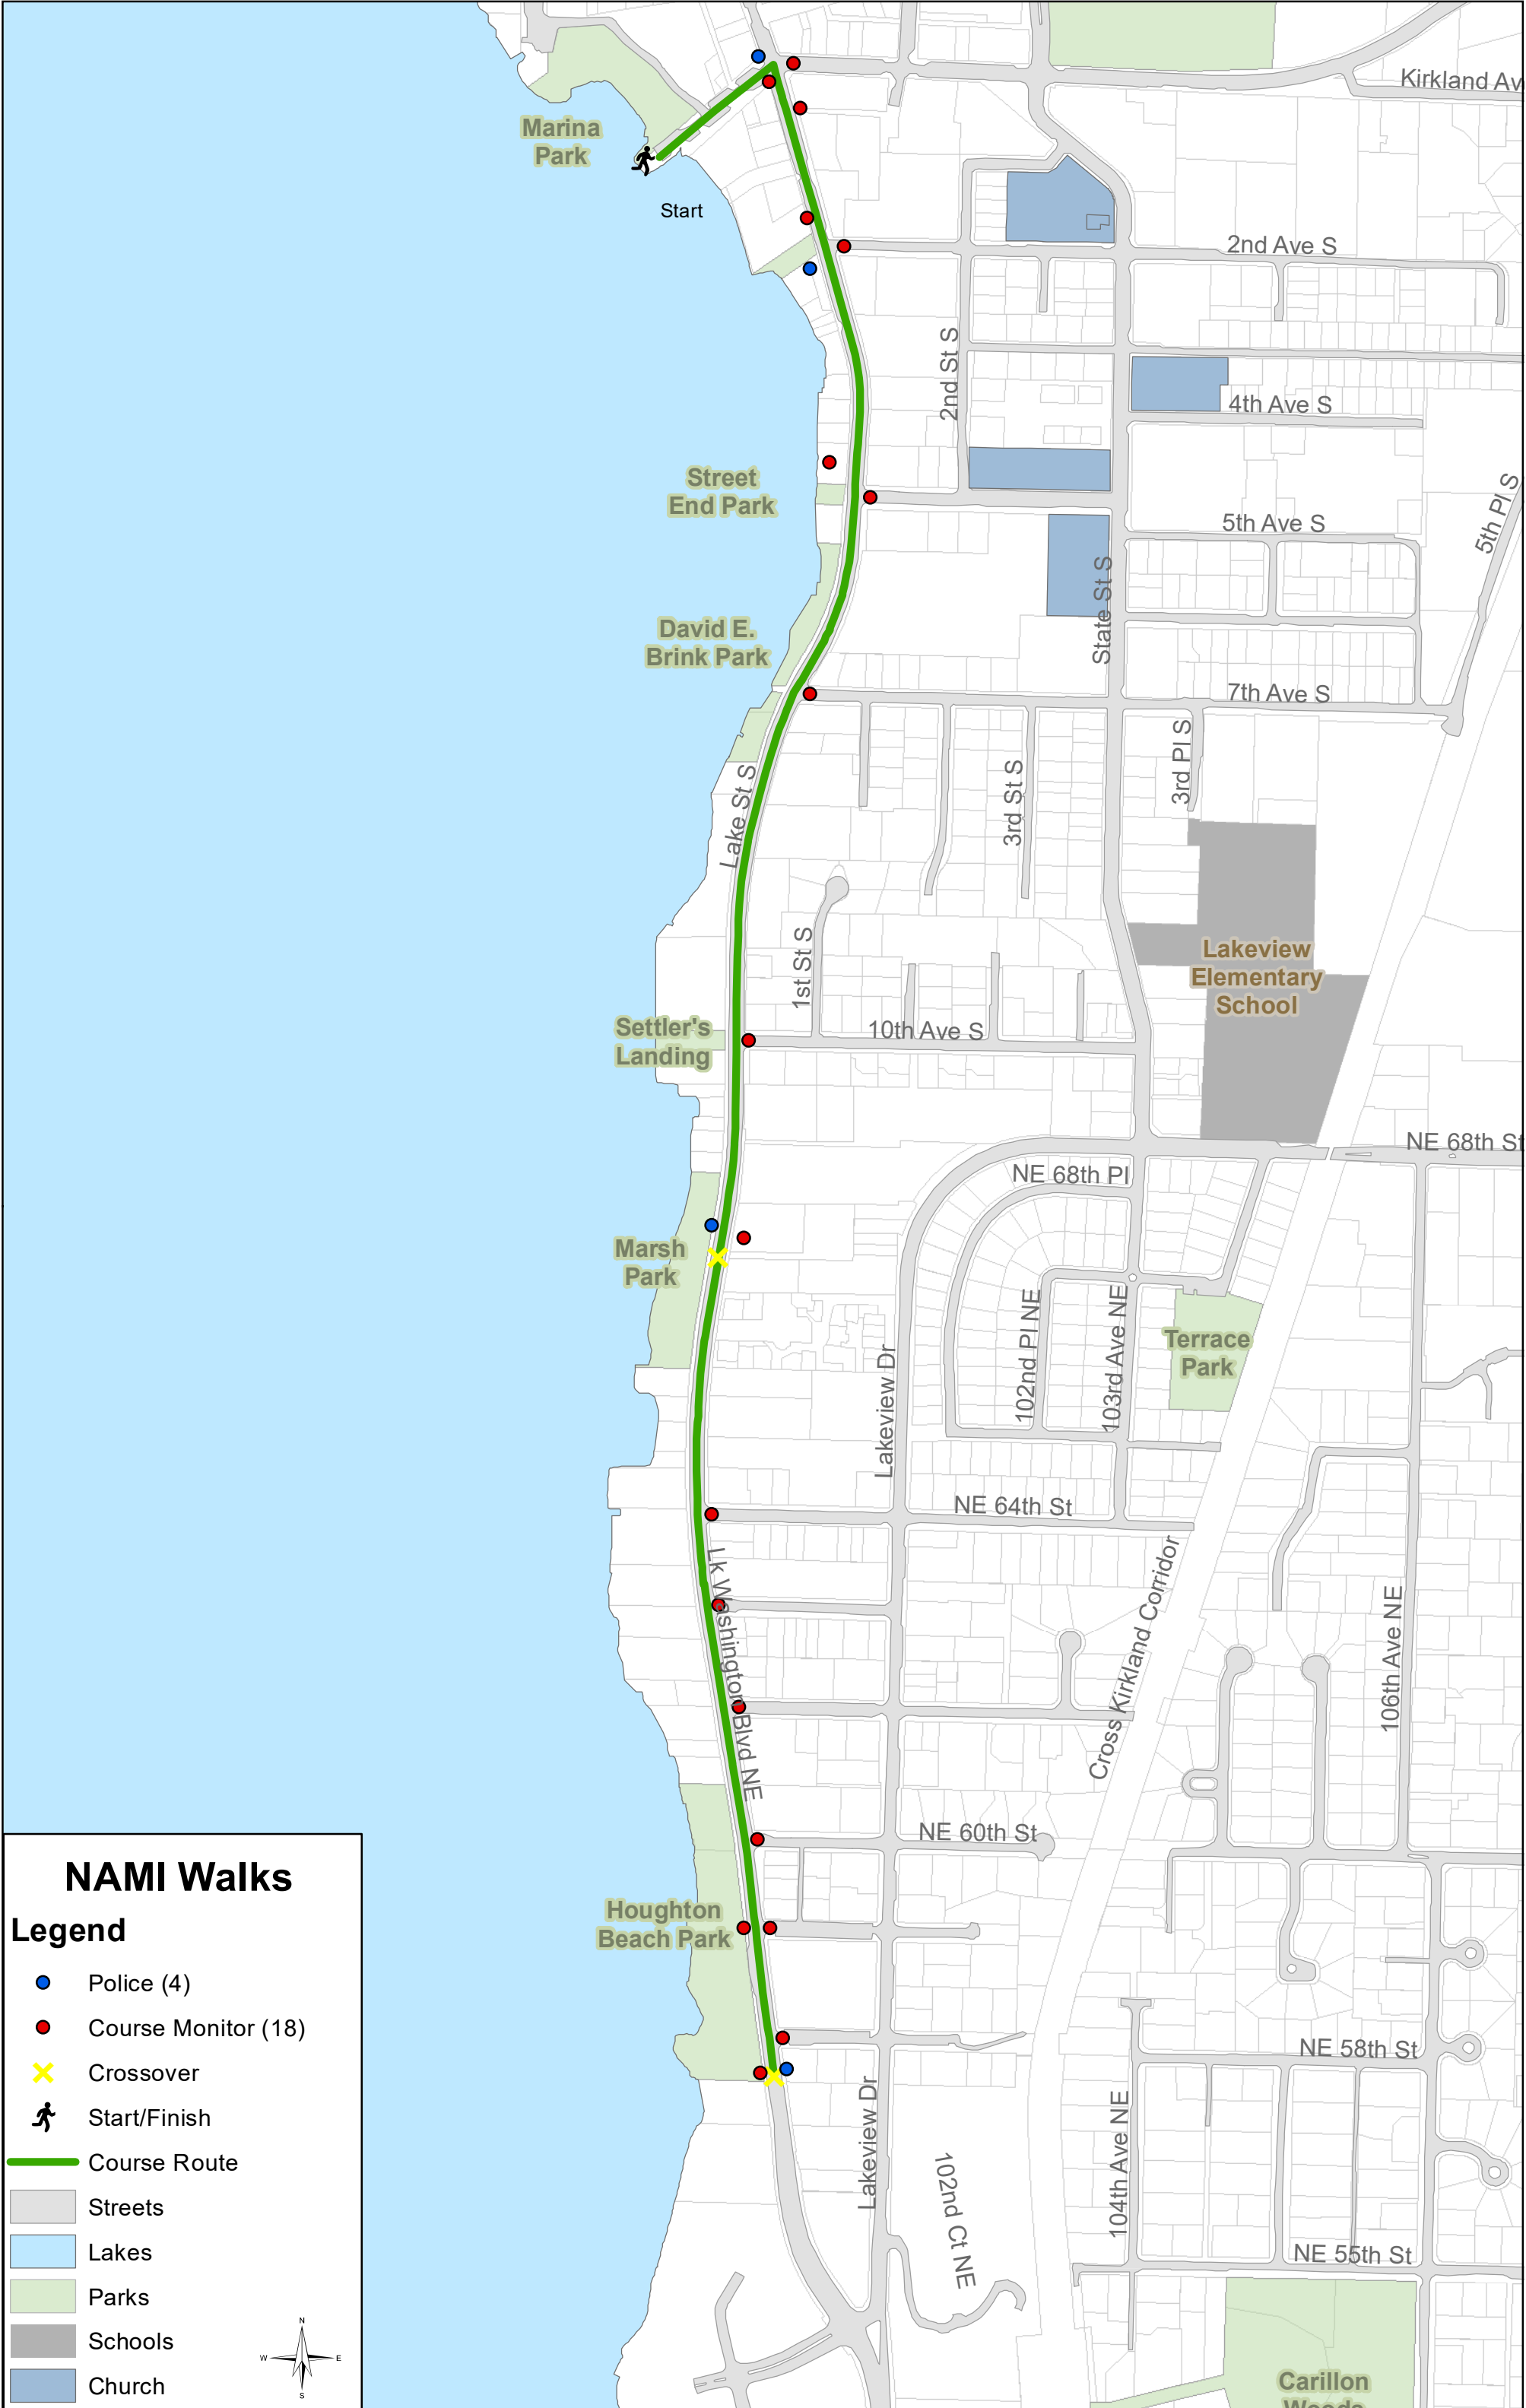 Kirkland Av
Marina
Park
Start
2nd Ave S
2nd St S
4th Ave S
Street
End Park
5th Ave S
5th Pl S
State St S
David E.
Brink Park
7th Ave S
3rd Pl S
3rd St S
Lake St S
Lakeview
Elementary
School
1st St S
10th Ave S
Settler's
Landing
NE 68th St
NE 68th Pl
Marsh
Park
102nd Pl NE
103rd Ave NE
Terrace
Park
Lakeview Dr
NE 64th St
Lk Washington Blvd NE
Cross Kirkland Corridor
106th Ave NE
NE 60th St
Houghton
Beach Park
NE 58th St
Lakeview Dr
102nd Ct NE
104th Ave NE
NE 55th St
Carillon
Woods
NAMI Walks
Legend
Police (4)
Course Monitor (18)
Crossover
Start/Finish
Course Route
Streets
Lakes
Parks
Schools
Church
N
W E
S